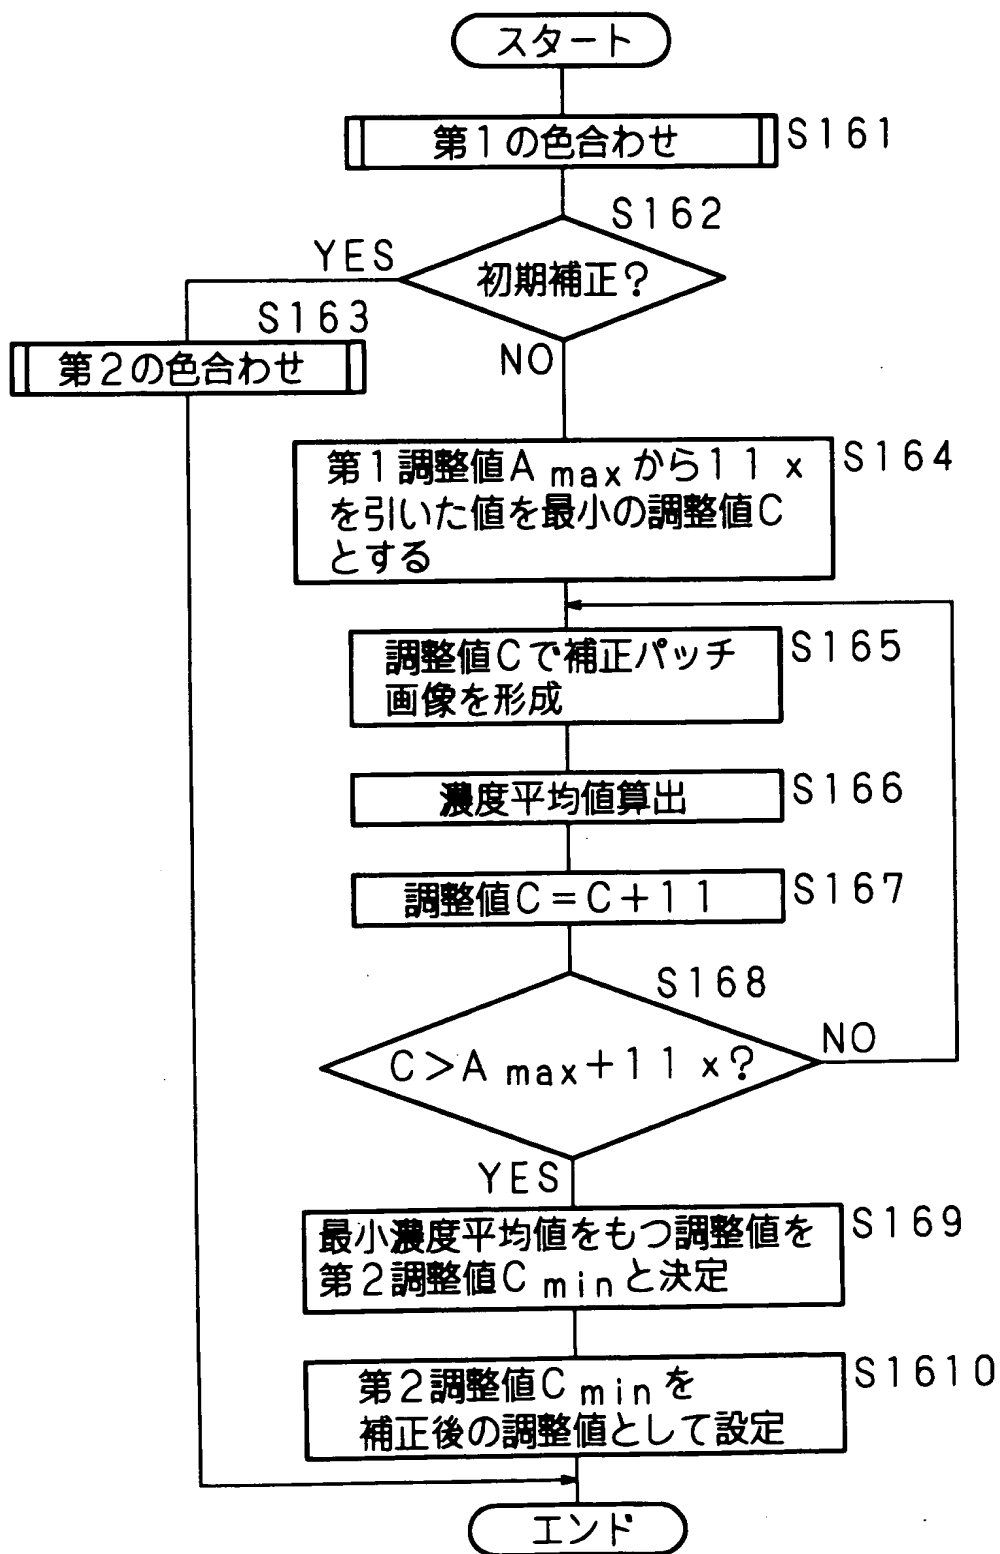 スタート
第1の色合わせ
S161
S162
YES
初期補正?
S163
第2の色合わせ
NO
第1調整値A max から11x
を引いた値を最小の調整値C
とする
S164
調整値Cで補正パッチ
画像を形成
S165
濃度平均値算出
S166
調整値C=C+11
S167
S168
C>A max+11x?
NO
YES
最小濃度平均値をもつ調整値を
第2調整値C minと決定
S169
第2調整値C minを
補正後の調整値として設定
S1610
エンド